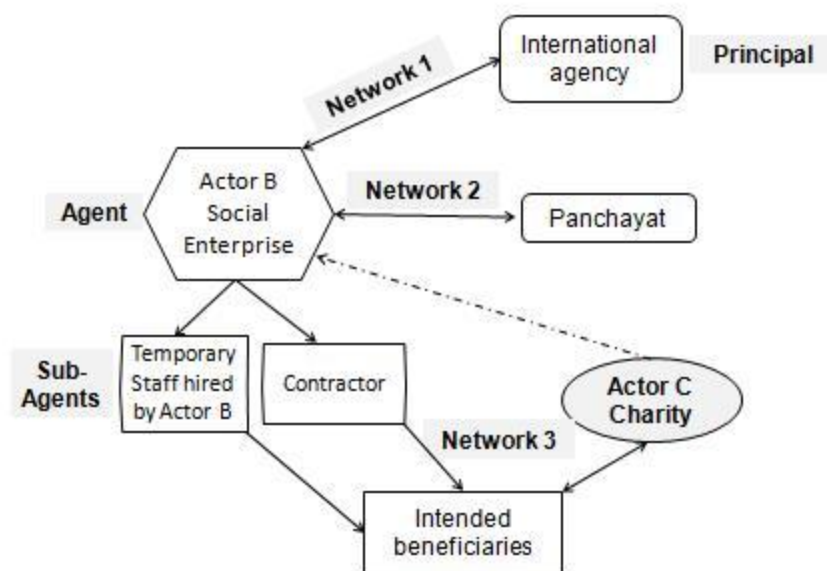 International
agency
Principal
Network 1
Actor B
Social
Enterprise
Agent
Network 2
Panchayat
Sub-
Agents
Temporary
Staff hired
by Actor B
Contractor
Actor C
Charity
Network 3
Intended
beneficiaries